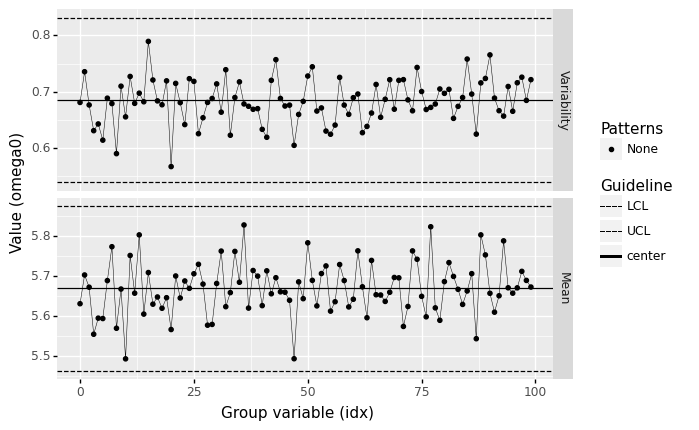 0.8
0.7
0.6
Variability
5.8
5.7
5.6
5.5
Mean
0
25
50
75
100
Value (omega0)
Group variable (idx)
Patterns
None
Guideline
LCL
UCL
center